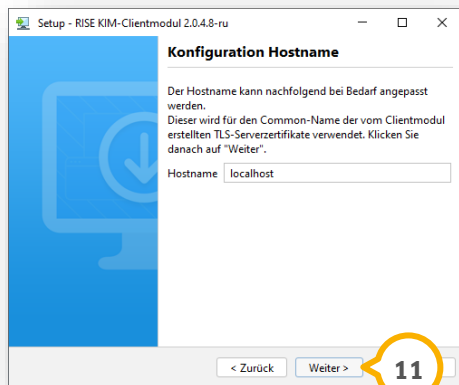 Setup - RISE KIM-Clientmodul 2.0.4.8-ru
Konfiguration Hostname
Der Hostname kann nachfolgend bei Bedarf angepasst
werden.
Dieser wird für den Common-Name der vom Clientmodul
erstellten TLS-Serverzertifikate verwendet. Klicken Sie
danach auf "Weiter".
Hostname localhost
< Zurück Weiter > 11